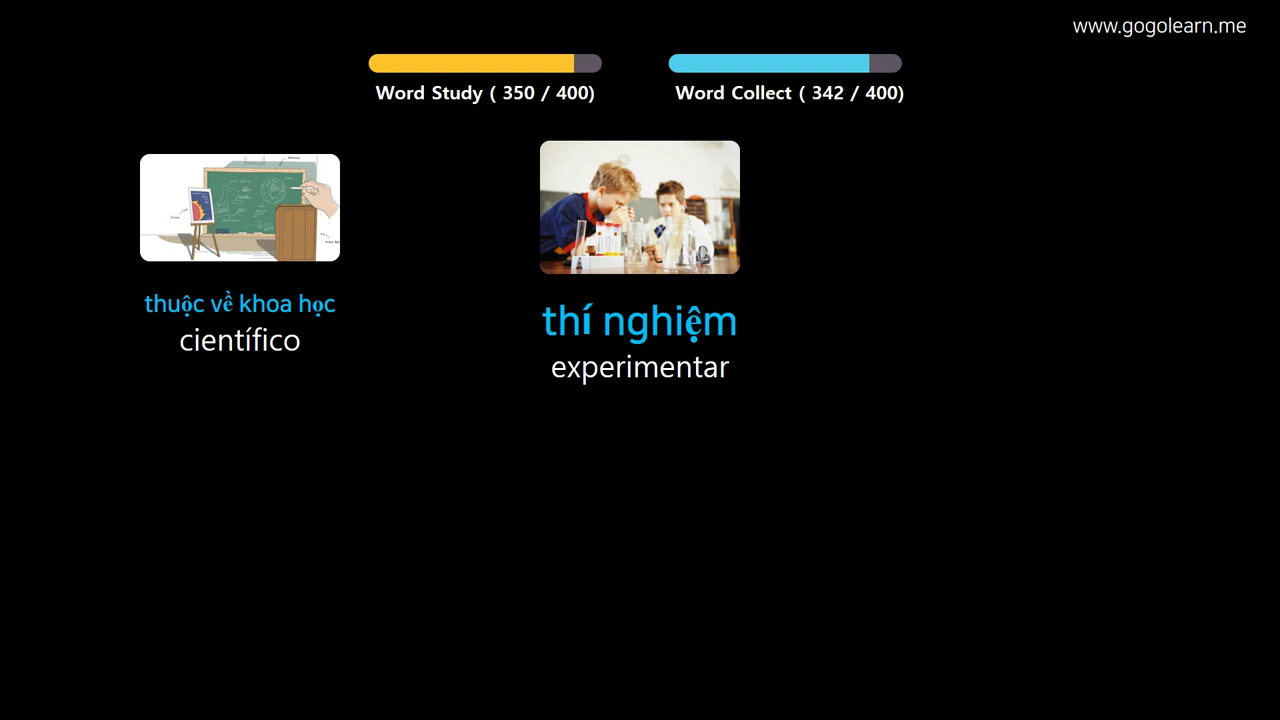 www.gogolearn.me
Word Study ( 350 / 400)
Word Collect ( 342 / 400)
thuộc về khoa học
científico
thí nghiệm
experimentar